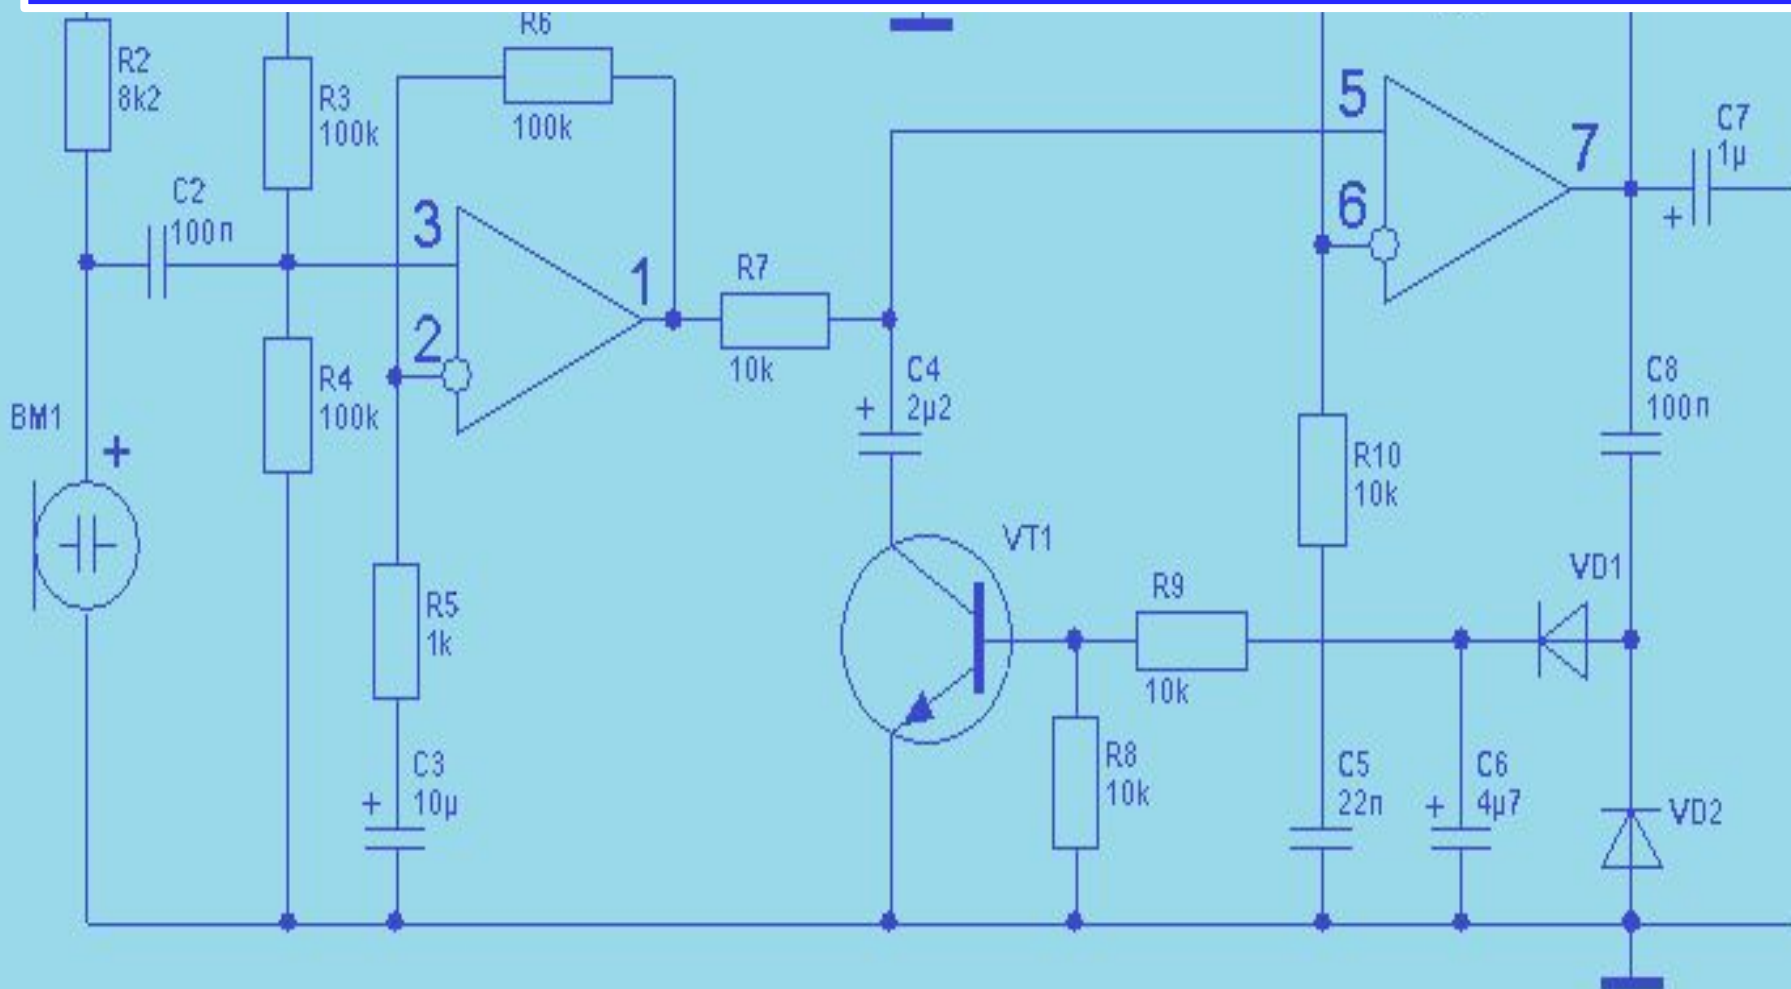 R2
8k2
R3
100k
R6
100k
C2
100n
3
2
1
R4
100k
BM1
+
R5
1k
C3
+ 10µ
R7
10k
C4
+ 2µ2
VT1
R9
10k
R8
10k
5
6
7
C7
1µ
+
R10
10k
C8
100n
VD1
C5
22n
C6
+ 4µ7
VD2